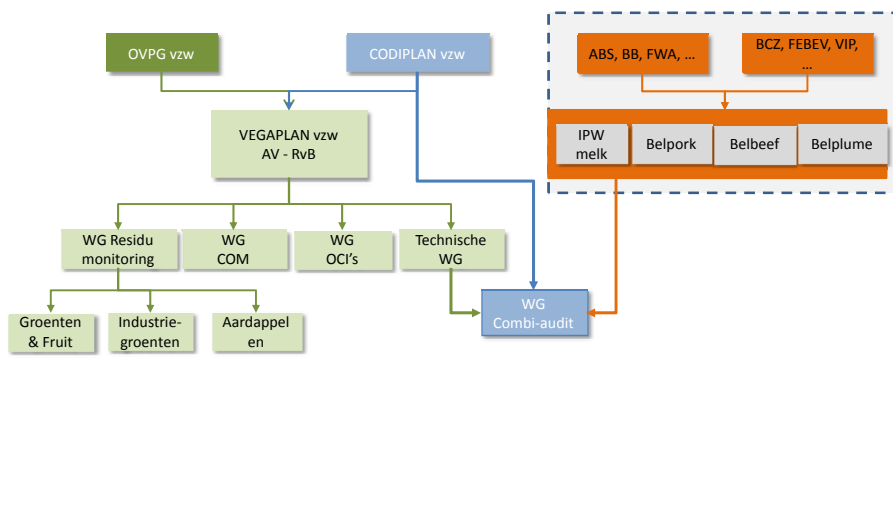 OVPG vzw
CODIPLAN vzw
ABS, BB, FWA, ...
BCZ, FEBEV, VIP,
...
VEGAPLAN vzw
AV - RvB
IPW
melk
Belpork
Belbeef
Belplume
WG Residu
monitoring
WG
COM
WG
OCI's
Technische
WG
WG
Combi-audit
Groenten
& Fruit
Industrie-
groenten
Aardappel
en